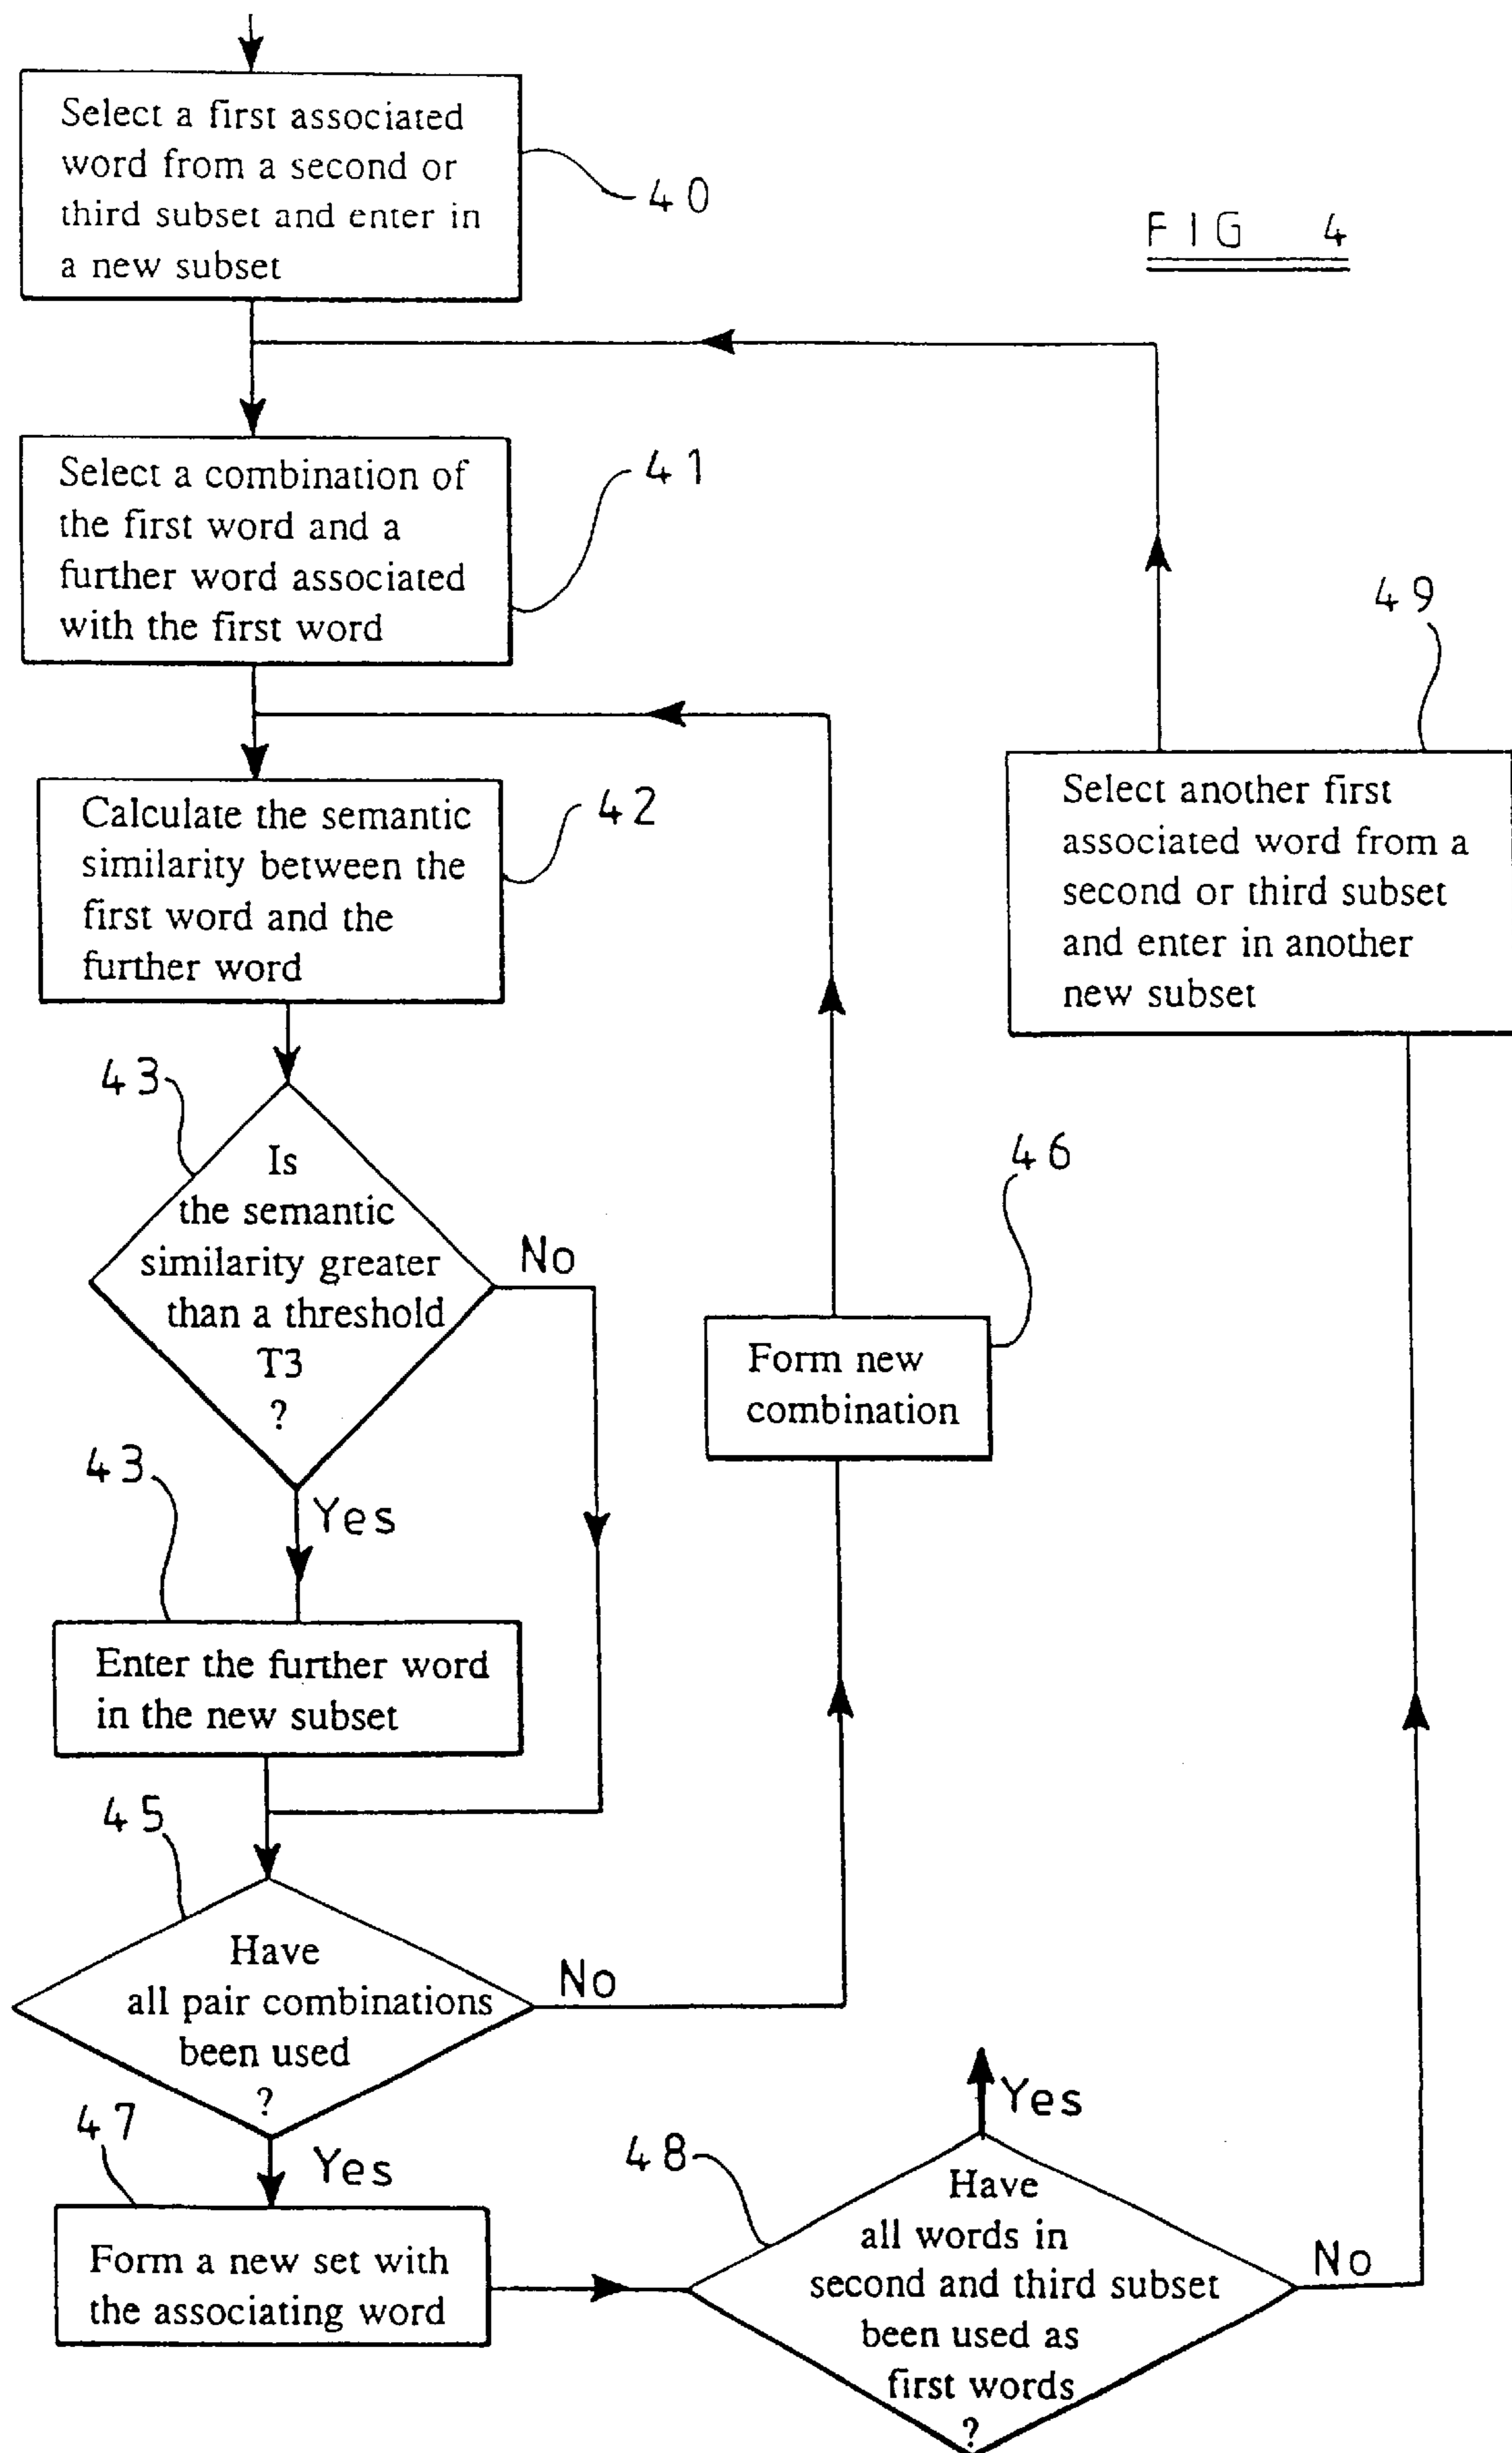 Select a first associated
word from a second or
third subset and enter in
a new subset
40
FIG 4
Select a combination of
the first word and a
further word associated
with the first word
41
Calculate the semantic
similarity between the
first word and the
further word
42
49
Select another first
associated word from a
second or third subset
and enter in another
new subset
43
Is
the semantic
similarity greater
than a threshold
T3
?
No
Yes
46
Form new
combination
43
Enter the further word
in the new subset
45
Have
all pair combinations
been used
?
No
Yes
47
Form a new set with
the associating word
48
Have
all words in
second and third subset
been used as
first words
?
Yes
No